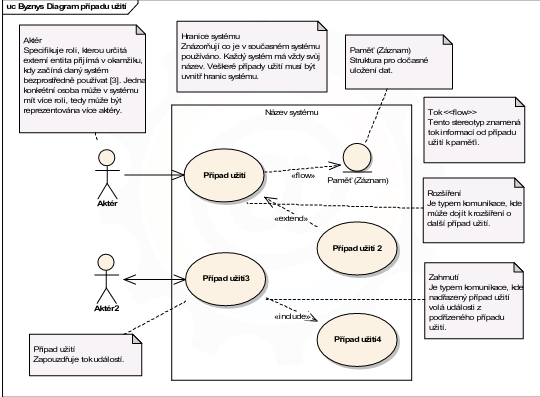 uc Byznys Diagram případu užití
Aktér
Specifikuje roli, kterou určitá
externí entita přijímá v okamžiku,
kdy začíná daný systém
bezprostředně používat [3]. Jedna
konkrétní osoba může v systému
mít více rolí, tedy může být
reprezentována více aktéry.
Hranice systému
Znázorňují co je v současném systému
používáno. Každý systém má vždy svůj
název. Veškeré případy užití musí být
uvnitř hranic systému.
Paměť (Záznam)
Struktura pro dočasné
uložení dat.
Tok <<flow>>
Tento stereotyp znamená
tok informací od případu
užití k paměti.
Název systému
Případ užití
«flow»
Paměť (Záznam)
Aktér
Rozšíření
Je typem komunikace, kde
může dojít k rozšíření o
další případ užití.
«extend»
Případ užití 2
Případ užití3
Aktér2
Zahrnutí
Je typem komunikace, kde
nadřazený případ užití
volá události z
podřízeného případu
užití.
«include»
Případ užití4
Případ užití
Zapouzdřuje tok událostí.